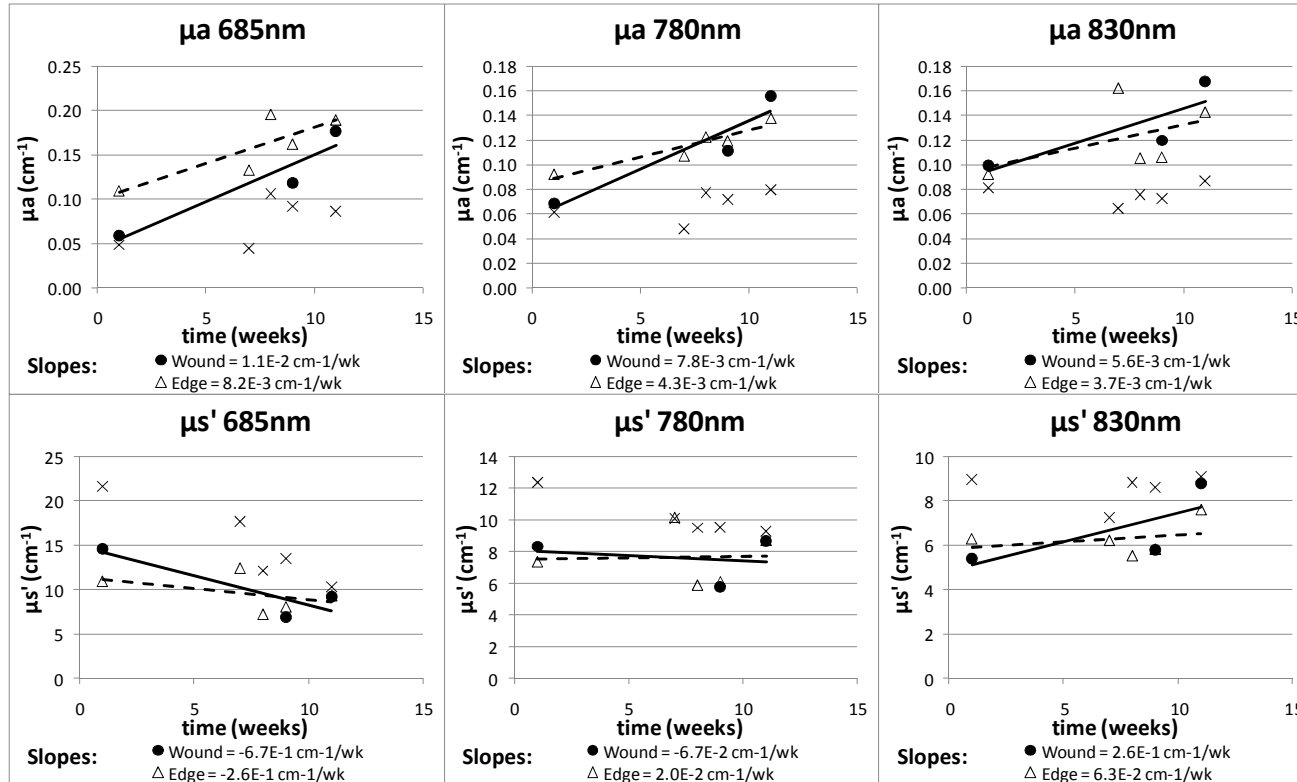 μa 685nm
μa (cm⁻¹)
0.25
0.20
0.15
0.10
0.05
0.00
0 5 10 15
time (weeks)
Slopes:
● Wound = 1.1E-2 cm-1/wk
△ Edge = 8.2E-3 cm-1/wk
μa 780nm
μa (cm⁻¹)
0.18
0.16
0.14
0.12
0.10
0.08
0.06
0.04
0.02
0.00
0 5 10 15
time (weeks)
Slopes:
● Wound = 7.8E-3 cm-1/wk
△ Edge = 4.3E-3 cm-1/wk
μa 830nm
μa (cm⁻¹)
0.18
0.16
0.14
0.12
0.10
0.08
0.06
0.04
0.02
0.00
0 5 10 15
time (weeks)
Slopes:
● Wound = 5.6E-3 cm-1/wk
△ Edge = 3.7E-3 cm-1/wk
μs' 685nm
μs' (cm⁻¹)
25
20
15
10
5
0
0 5 10 15
time (weeks)
Slopes:
● Wound = -6.7E-1 cm-1/wk
△ Edge = -2.6E-1 cm-1/wk
μs' 780nm
μs' (cm⁻¹)
14
12
10
8
6
4
2
0
0 5 10 15
time (weeks)
Slopes:
● Wound = -6.7E-2 cm-1/wk
△ Edge = 2.0E-2 cm-1/wk
μs' 830nm
μs' (cm⁻¹)
10
8
6
4
2
0
0 5 10 15
time (weeks)
Slopes:
● Wound = 2.6E-1 cm-1/wk
△ Edge = 6.3E-2 cm-1/wk